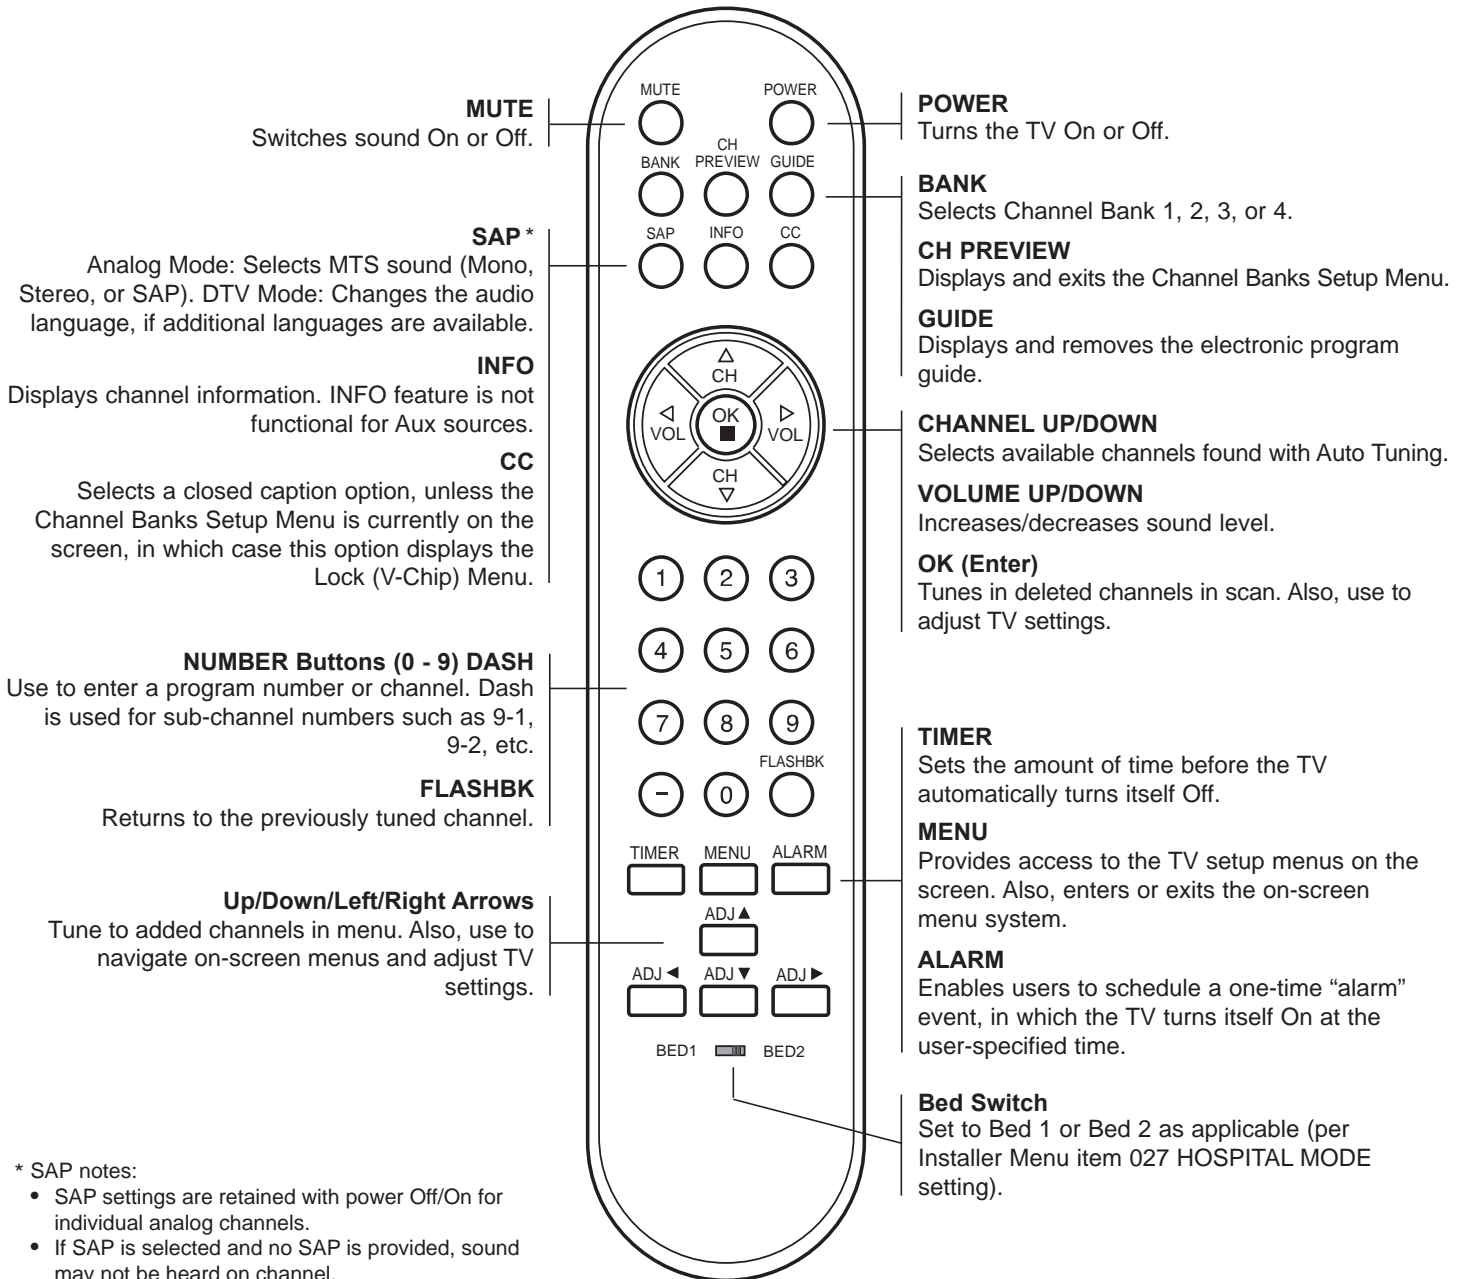 MUTE
Switches sound On or Off.
SAP *
Analog Mode: Selects MTS sound (Mono,
Stereo, or SAP). DTV Mode: Changes the audio
language, if additional languages are available.
INFO
Displays channel information. INFO feature is not
functional for Aux sources.
CC
Selects a closed caption option, unless the
Channel Banks Setup Menu is currently on the
screen, in which case this option displays the
Lock (V-Chip) Menu.
NUMBER Buttons (0 - 9) DASH
Use to enter a program number or channel. Dash
is used for sub-channel numbers such as 9-1,
9-2, etc.
FLASHBK
Returns to the previously tuned channel.
Up/Down/Left/Right Arrows
Tune to added channels in menu. Also, use to
navigate on-screen menus and adjust TV
settings.
* SAP notes:
• SAP settings are retained with power Off/On for
individual analog channels.
• If SAP is selected and no SAP is provided, sound
may not be heard on channel.
MUTE POWER
CH
BANK PREVIEW GUIDE
SAP INFO CC
△
CH
◁ OK ▷
VOL ■ VOL
CH
▽
1 2 3
4 5 6
7 8 9
FLASHBK
– 0
TIMER MENU ALARM
ADJ ▲
ADJ ◀ ADJ ▼ ADJ ▶
BED1 BED2
POWER
Turns the TV On or Off.
BANK
Selects Channel Bank 1, 2, 3, or 4.
CH PREVIEW
Displays and exits the Channel Banks Setup Menu.
GUIDE
Displays and removes the electronic program
guide.
CHANNEL UP/DOWN
Selects available channels found with Auto Tuning.
VOLUME UP/DOWN
Increases/decreases sound level.
OK (Enter)
Tunes in deleted channels in scan. Also, use to
adjust TV settings.
TIMER
Sets the amount of time before the TV
automatically turns itself Off.
MENU
Provides access to the TV setup menus on the
screen. Also, enters or exits the on-screen
menu system.
ALARM
Enables users to schedule a one-time “alarm”
event, in which the TV turns itself On at the
user-specified time.
Bed Switch
Set to Bed 1 or Bed 2 as applicable (per
Installer Menu item 027 HOSPITAL MODE
setting).